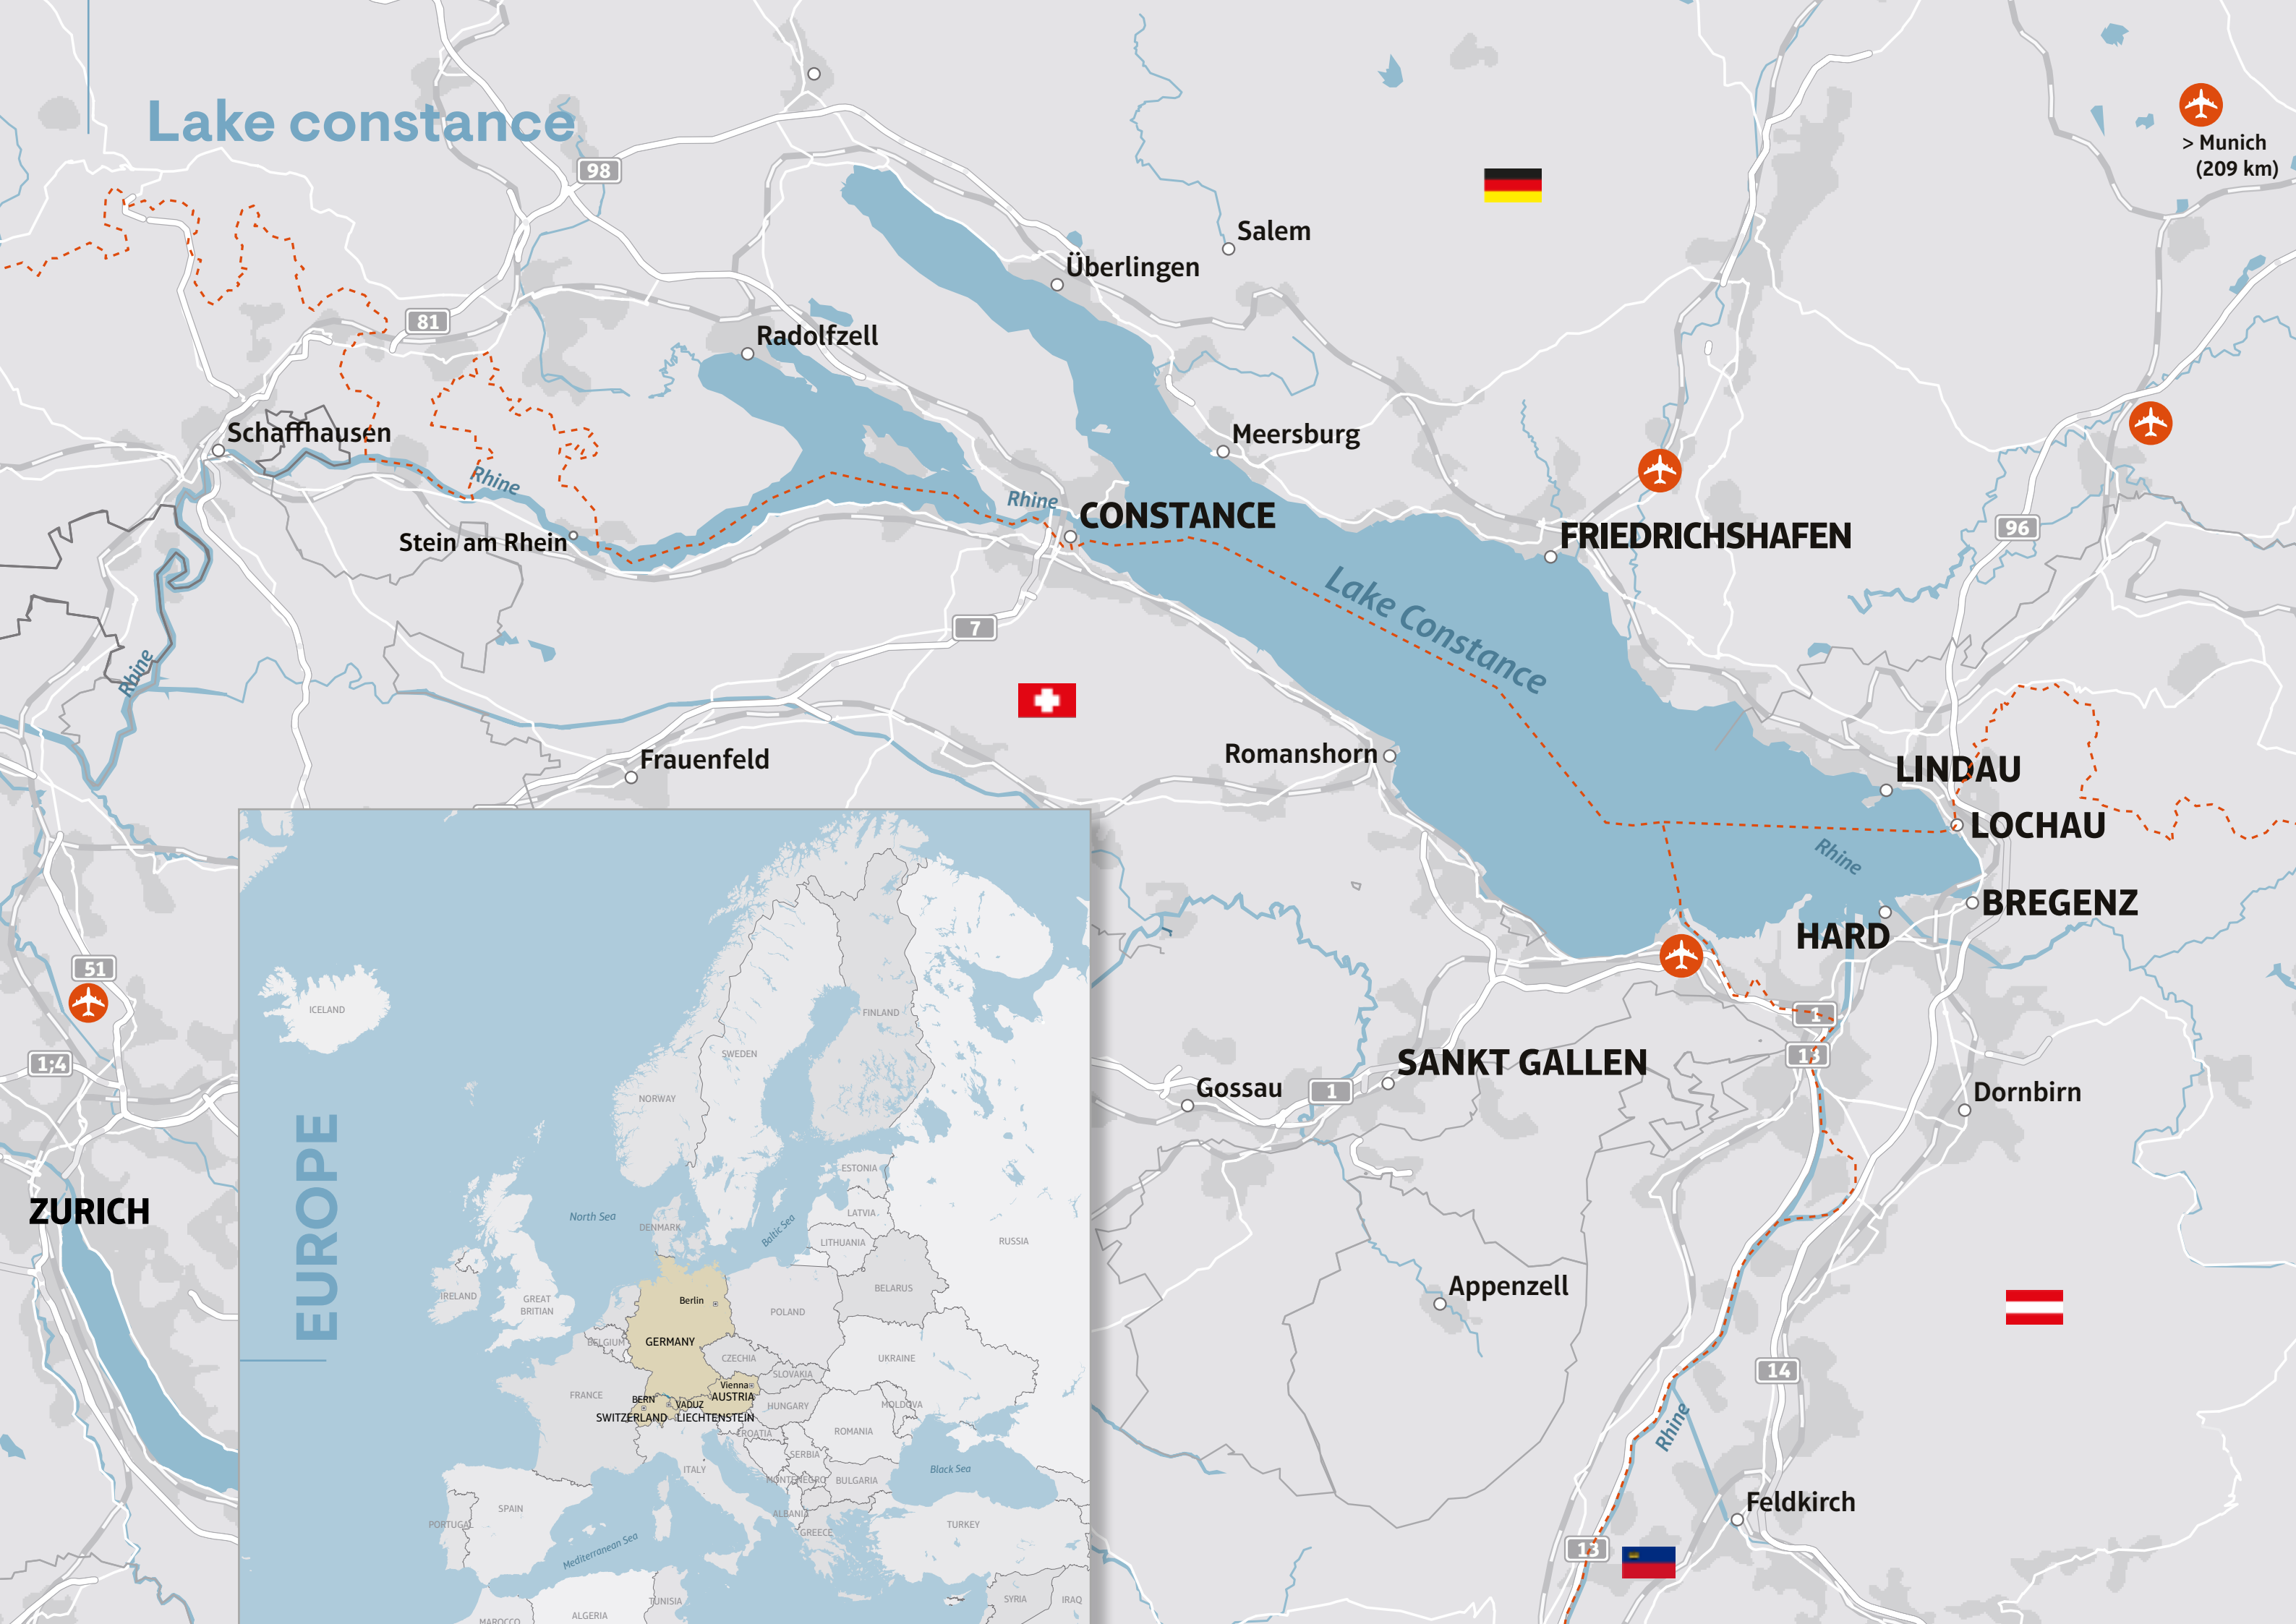 Lake constance
98
> Munich
(209 km)
Salem
Überlingen
81
Radolfzell
Schaffhausen
Meersburg
Rhine
Rhine
CONSTANCE
FRIEDRICHSHAFEN
96
Stein am Rhein
Lake Constance
7
Rhine
Romanshorn
Frauenfeld
LINDAU
LOCHAU
Rhine
BREGENZ
HARD
51
1
13
1;4
SANKT GALLEN
Gossau
1
Dornbirn
ZURICH
Appenzell
14
Rhine
Feldkirch
13
EUROPE
ICELAND
FINLAND
SWEDEN
NORWAY
ESTONIA
LATVIA
North Sea
DENMARK
Baltic Sea
LITHUANIA
RUSSIA
BELARUS
IRELAND
GREAT
BRITIAN
Berlin
POLAND
BELGIUM
GERMANY
CZECHIA
UKRAINE
SLOVAKIA
FRANCE
Vienna
AUSTRIA
BERN
VADUZ
HUNGARY
MOLDOVA
SWITZERLAND
LIECHTENSTEIN
CROATIA
ROMANIA
SERBIA
ITALY
Black Sea
MONTENEGRO
BULGARIA
SPAIN
ALBANIA
PORTUGAL
GREECE
TURKEY
Mediterranean Sea
TUNISIA
SYRIA
IRAQ
ALGERIA
MAROCCO